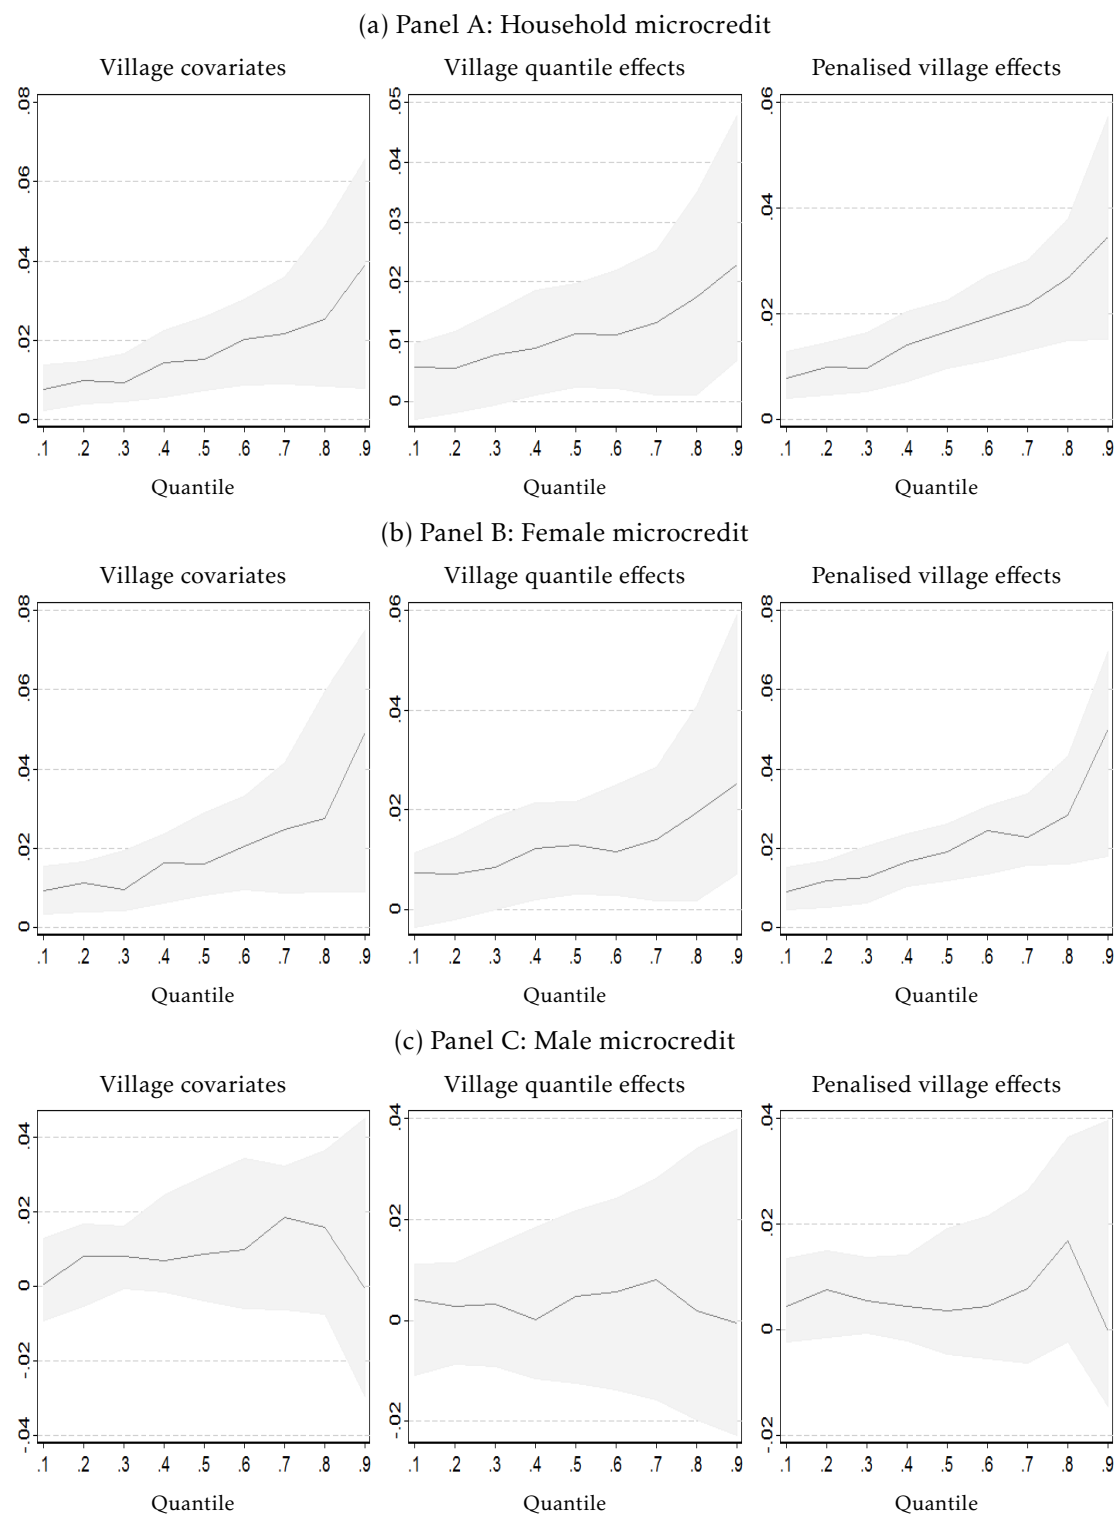 (a) Panel A: Household microcredit
Village covariates
Village quantile effects
Penalised village effects
.08
.06
.04
.02
0
.1 .2 .3 .4 .5 .6 .7 .8 .9
Quantile
.05
.04
.03
.02
.01
0
.1 .2 .3 .4 .5 .6 .7 .8 .9
Quantile
.06
.04
.02
0
.1 .2 .3 .4 .5 .6 .7 .8 .9
Quantile
(b) Panel B: Female microcredit
Village covariates
Village quantile effects
Penalised village effects
.08
.06
.04
.02
0
.1 .2 .3 .4 .5 .6 .7 .8 .9
Quantile
.06
.04
.02
0
.1 .2 .3 .4 .5 .6 .7 .8 .9
Quantile
.08
.06
.04
.02
0
.1 .2 .3 .4 .5 .6 .7 .8 .9
Quantile
(c) Panel C: Male microcredit
Village covariates
Village quantile effects
Penalised village effects
.04
.02
0
-.02
-.04
.1 .2 .3 .4 .5 .6 .7 .8 .9
Quantile
.04
.02
0
-.02
.1 .2 .3 .4 .5 .6 .7 .8 .9
Quantile
.04
.02
0
-.02
.1 .2 .3 .4 .5 .6 .7 .8 .9
Quantile